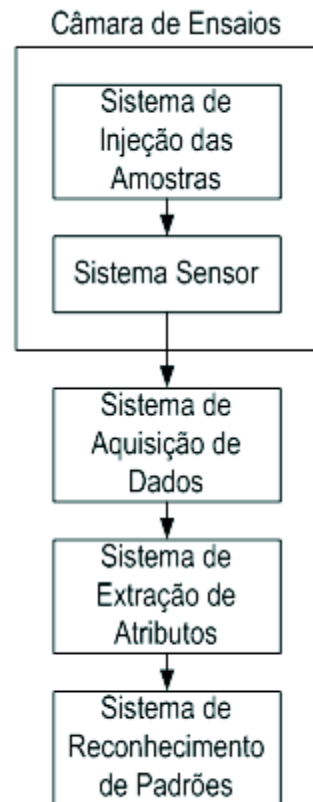 Câmara de Ensaios
Sistema de
Injeção das
Amostras
Sistema Sensor
Sistema de
Aquisição de
Dados
Sistema de
Extração de
Atributos
Sistema de
Reconhecimento
de Padrões